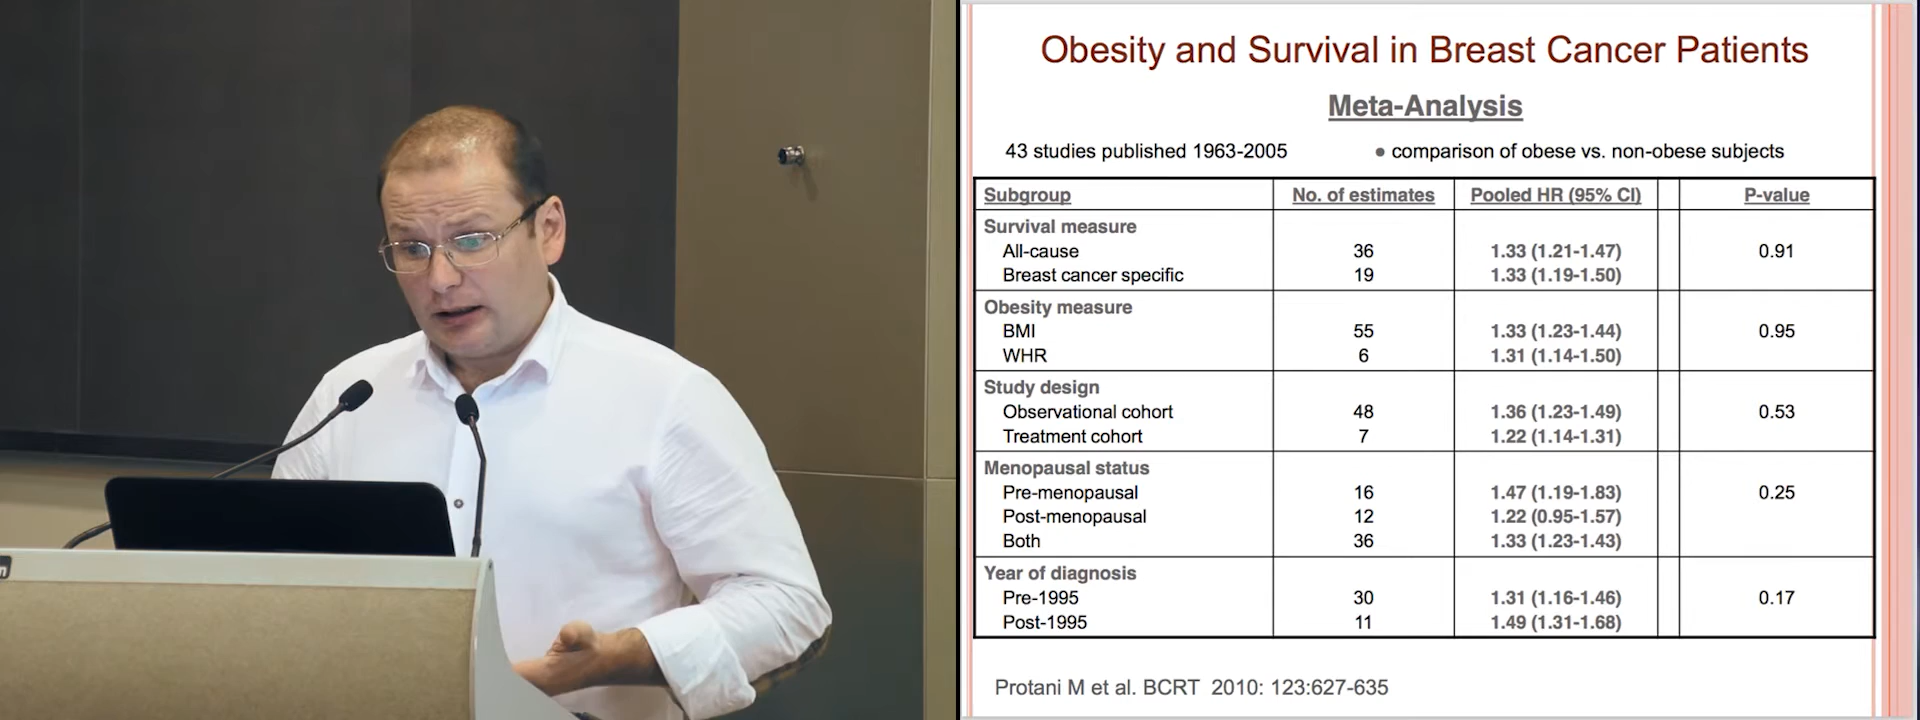 Obesity and Survival in Breast Cancer Patients
Meta-Analysis
43 studies published 1963-2005 • comparison of obese vs. non-obese subjects
Subgroup No. of estimates Pooled HR (95% CI) P-value
Survival measure
All-cause 36 1.33 (1.21-1.47) 0.91
Breast cancer specific 19 1.33 (1.19-1.50)
Obesity measure
BMI 55 1.33 (1.23-1.44) 0.95
WHR 6 1.31 (1.14-1.50)
Study design
Observational cohort 48 1.36 (1.23-1.49) 0.53
Treatment cohort 7 1.22 (1.14-1.31)
Menopausal status
Pre-menopausal 16 1.47 (1.19-1.83) 0.25
Post-menopausal 12 1.22 (0.95-1.57)
Both 36 1.33 (1.23-1.43)
Year of diagnosis
Pre-1995 30 1.31 (1.16-1.46) 0.17
Post-1995 11 1.49 (1.31-1.68)
Protani M et al. BCRT 2010: 123:627-635